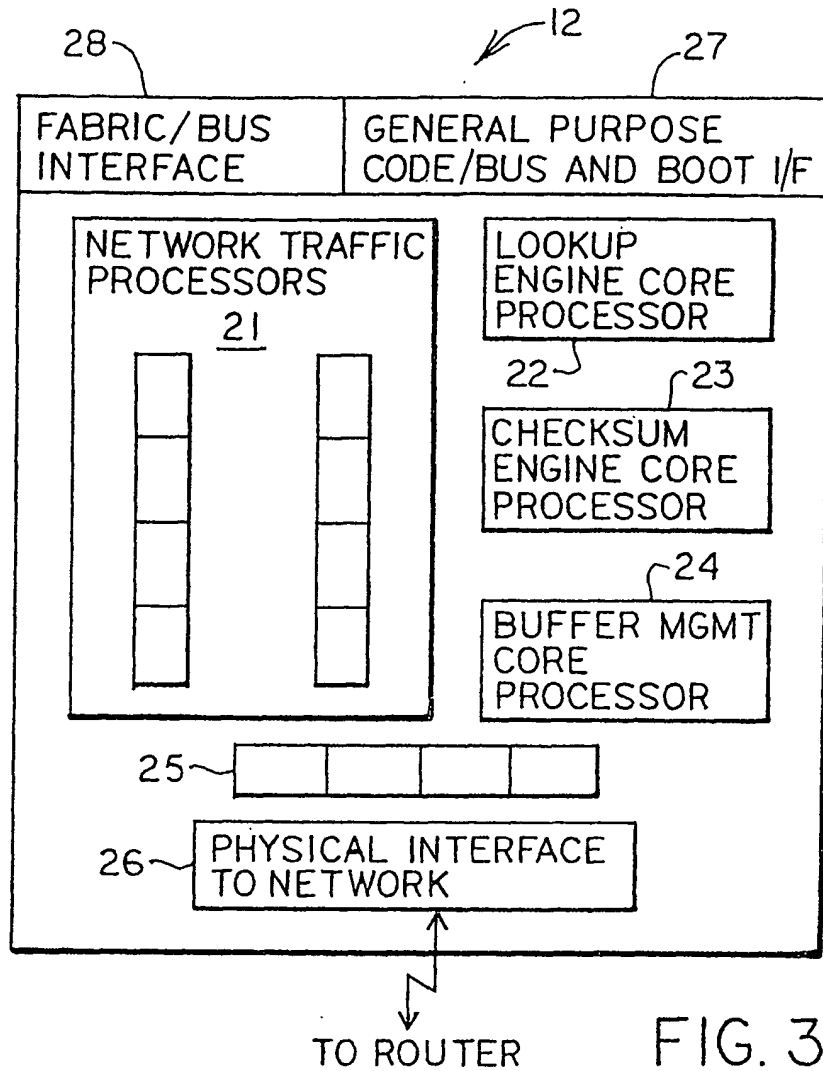 12
28
27
FABRIC/BUS
INTERFACE
GENERAL PURPOSE
CODE/BUS AND BOOT I/F
NETWORK TRAFFIC
PROCESSORS
21
LOOKUP
ENGINE CORE
PROCESSOR
22
23
CHECKSUM
ENGINE CORE
PROCESSOR
24
BUFFER MGMT
CORE
PROCESSOR
25
26
PHYSICAL INTERFACE
TO NETWORK
TO ROUTER
FIG. 3